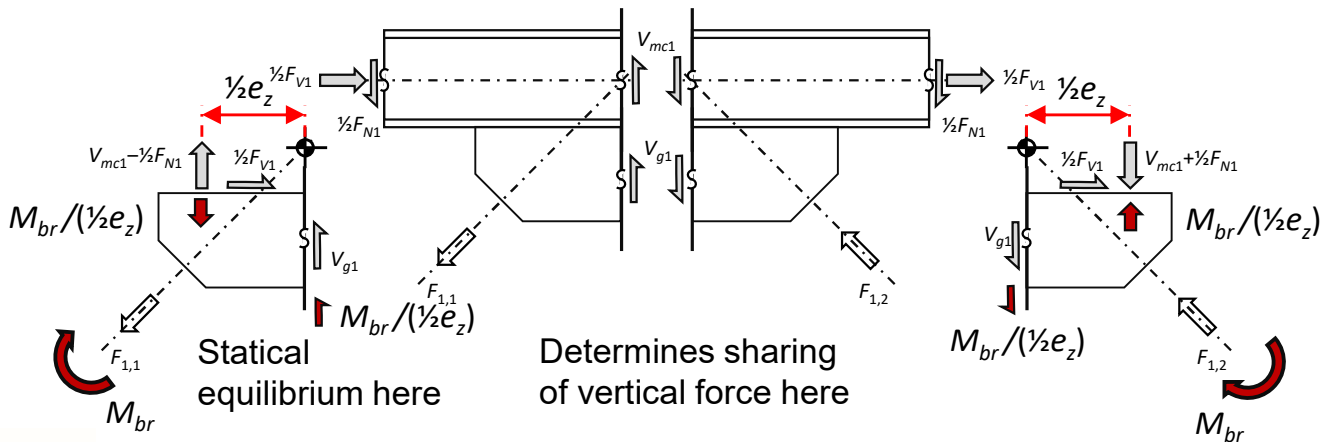 ½F_V1
V_mc1
½F_V1
½e_z
½e_z
½F_N1
½F_N1
V_mc1–½F_N1
½F_V1
V_g1
½F_V1
V_mc1+½F_N1
M_br/(½e_z)
M_br/(½e_z)
V_g1
V_g1
F_1,1
M_br/(½e_z)
F_1,2
M_br/(½e_z)
F_1,1
F_1,2
Statical
equilibrium here
Determines sharing
of vertical force here
M_br
M_br